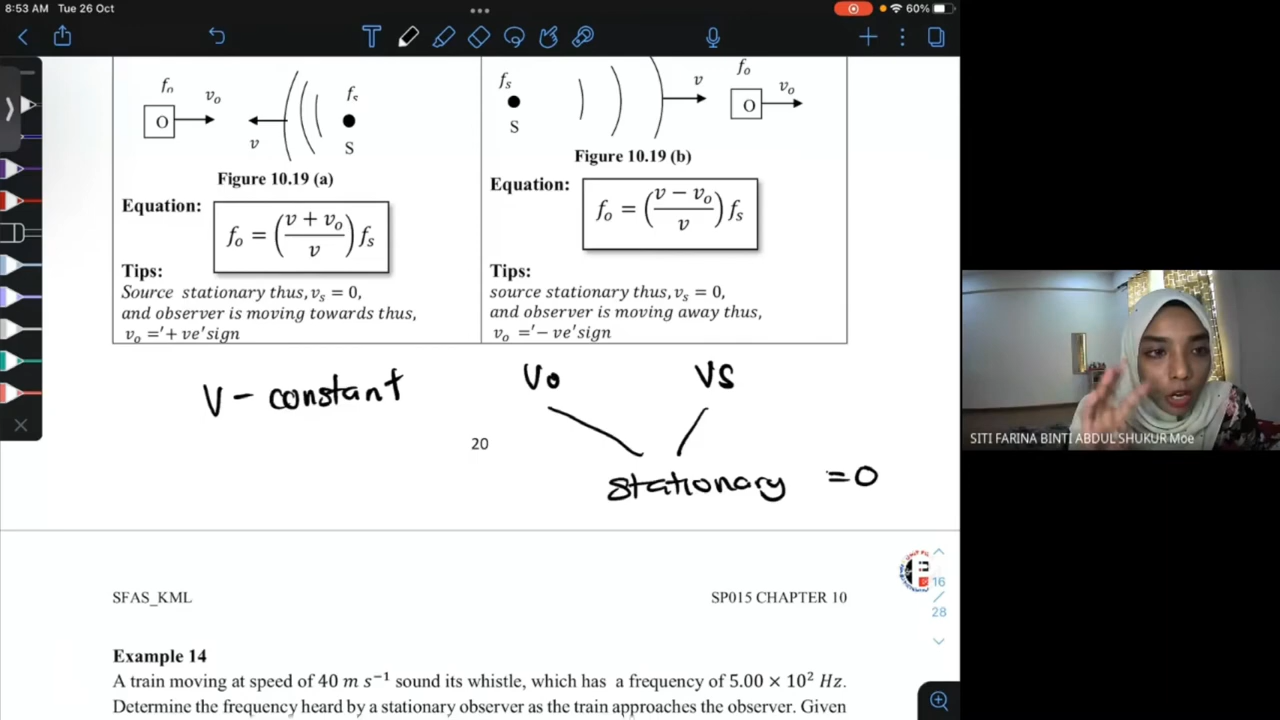 8:53 AM Tue 26 Oct
60%
fₒ
vₒ
O
v
fₛ
S
Figure 10.19 (a)
Equation:
fₒ = ((v + vₒ)/v) fₛ
Tips:
Source stationary thus, vₛ = 0,
and observer is moving towards thus,
vₒ ='+ ve'sign
fₛ
S
v
fₒ
O
vₒ
Figure 10.19 (b)
Equation:
fₒ = ((v − vₒ)/v) fₛ
Tips:
source stationary thus, vₛ = 0,
and observer is moving away thus,
vₒ ='− ve'sign
V - constant
Vo
Vs
stationary = 0
20
SITI FARINA BINTI ABDUL SHUKUR Moe
SFAS_KML
SP015 CHAPTER 10
16
/
28
Example 14
A train moving at speed of 40 m s⁻¹ sound its whistle, which has a frequency of 5.00 × 10² Hz.
Determine the frequency heard by a stationary observer as the train approaches the observer. Given